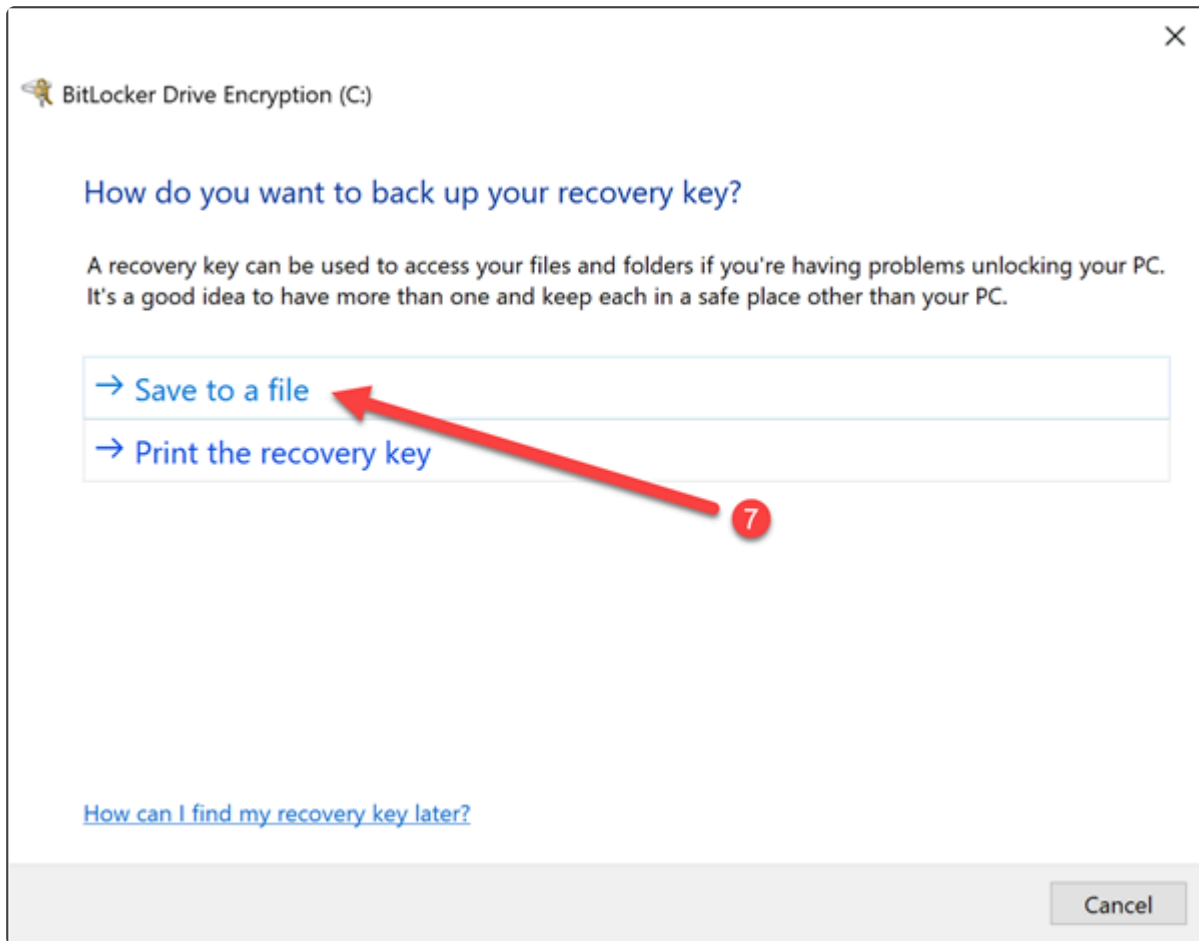 BitLocker Drive Encryption (C:)
How do you want to back up your recovery key?
A recovery key can be used to access your files and folders if you're having problems unlocking your PC.
It's a good idea to have more than one and keep each in a safe place other than your PC.
→ Save to a file
→ Print the recovery key
7
How can I find my recovery key later?
Cancel